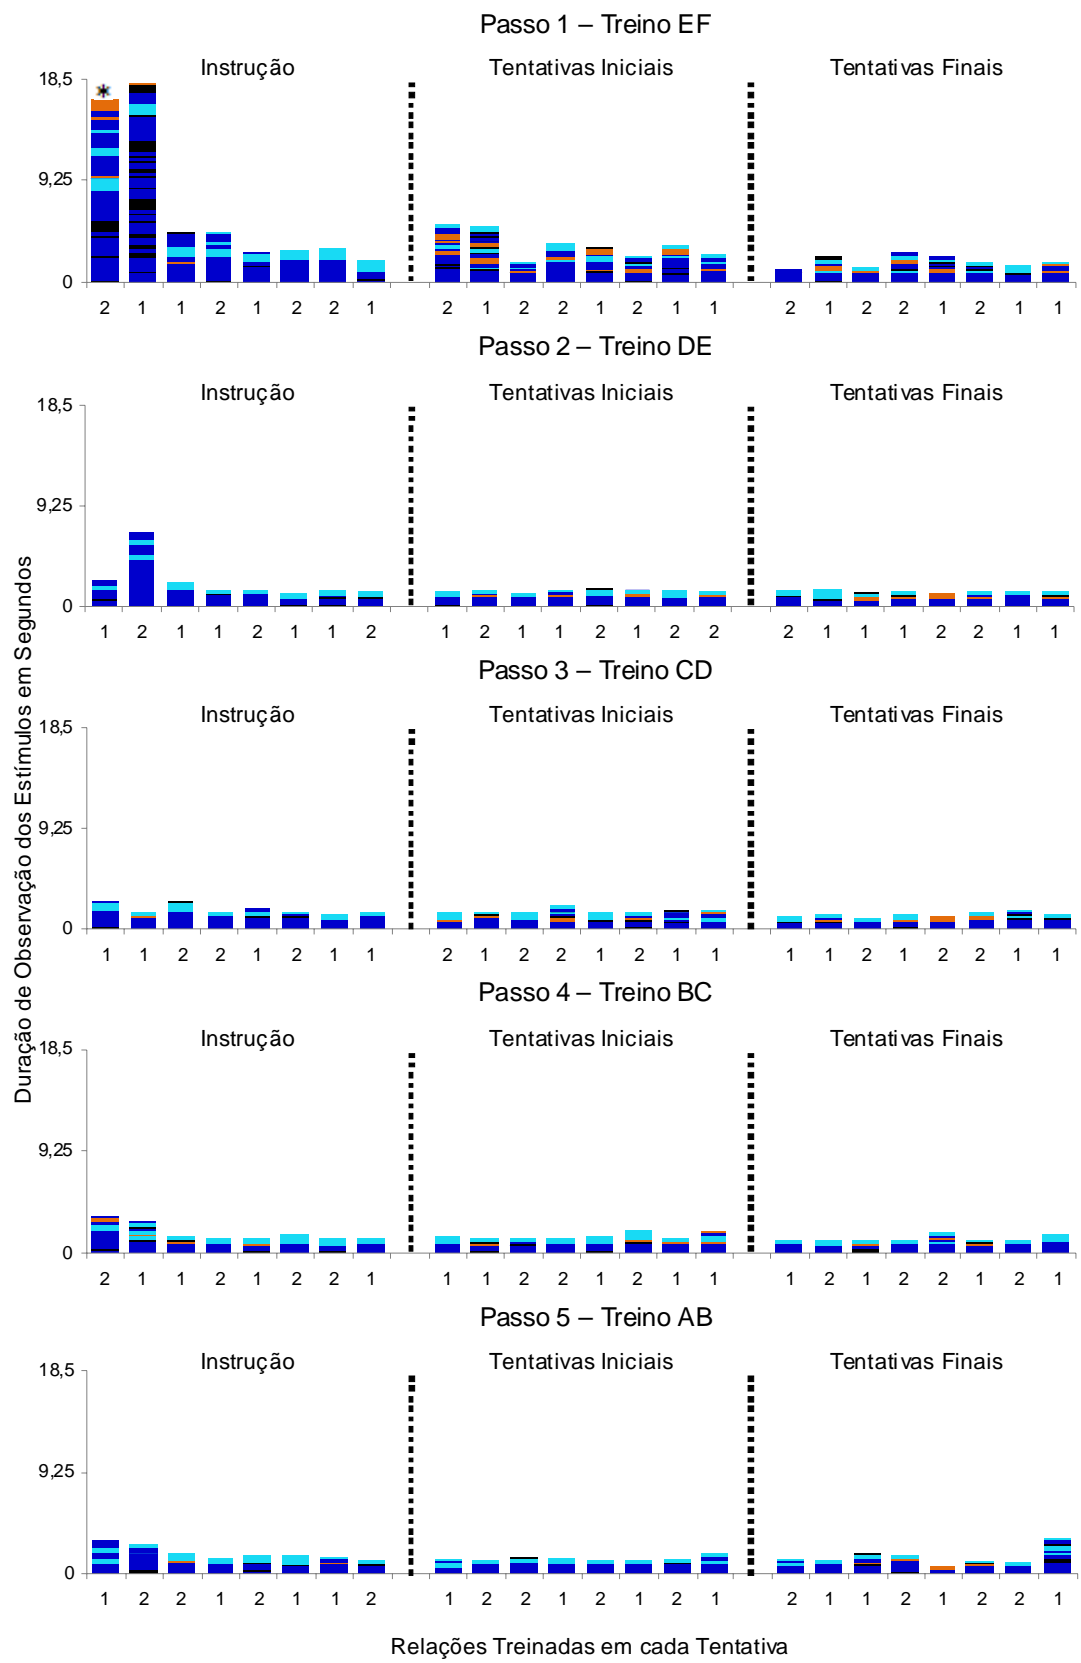 Passo 1 – Treino EF
Instrução Tentativas Iniciais Tentativas Finais
18,5
*
9,25
0
2 1 1 2 1 2 2 1 2 1 2 2 1 2 1 1 2 1 2 2 1 2 1 1
Passo 2 – Treino DE
Instrução Tentativas Iniciais Tentativas Finais
18,5
9,25
0
1 2 1 1 2 1 1 2 1 2 1 1 2 1 2 2 2 1 1 1 2 2 1 1
Passo 3 – Treino CD
Instrução Tentativas Iniciais Tentativas Finais
18,5
9,25
0
1 1 2 2 1 2 1 1 2 1 2 2 1 2 1 1 1 1 2 1 2 2 1 1
Passo 4 – Treino BC
Instrução Tentativas Iniciais Tentativas Finais
18,5
9,25
0
2 1 1 2 1 2 2 1 1 1 2 2 1 2 1 1 1 2 1 2 2 1 2 1
Passo 5 – Treino AB
Instrução Tentativas Iniciais Tentativas Finais
18,5
9,25
0
1 2 2 1 2 1 1 2 1 2 2 1 2 1 1 2 2 1 1 2 1 2 2 1
Duração de Observação dos Estímulos em Segundos
Relações Treinadas em cada Tentativa